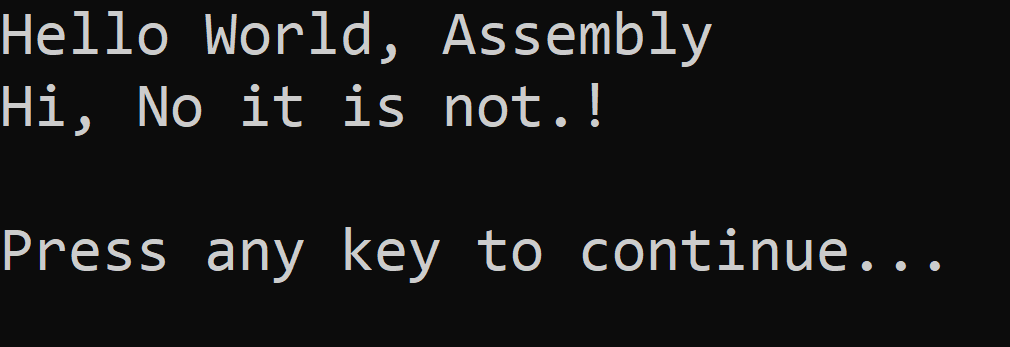 Hello World, Assembly
Hi, No it is not.!
Press any key to continue...